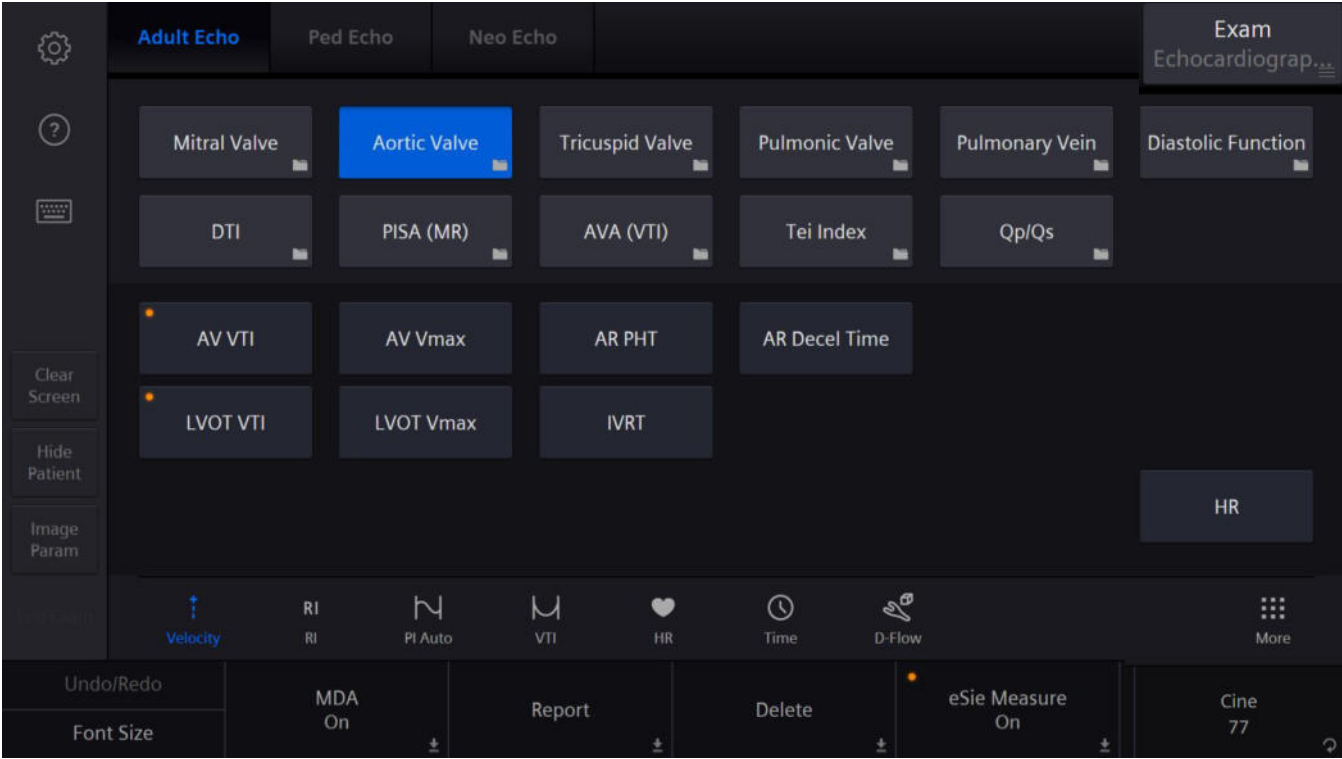 Adult Echo
Ped Echo
Neo Echo
Exam
Echocardiograp...
Mitral Valve
Aortic Valve
Tricuspid Valve
Pulmonic Valve
Pulmonary Vein
Diastolic Function
DTI
PISA (MR)
AVA (VTI)
Tei Index
Qp/Qs
AV VTI
AV Vmax
AR PHT
AR Decel Time
Clear
Screen
LVOT VTI
LVOT Vmax
IVRT
Hide
Patient
HR
Image
Param
RI
Velocity
RI
PI Auto
VTI
HR
Time
D-Flow
More
Undo/Redo
Font Size
MDA
On
Report
Delete
eSie Measure
On
Cine
77